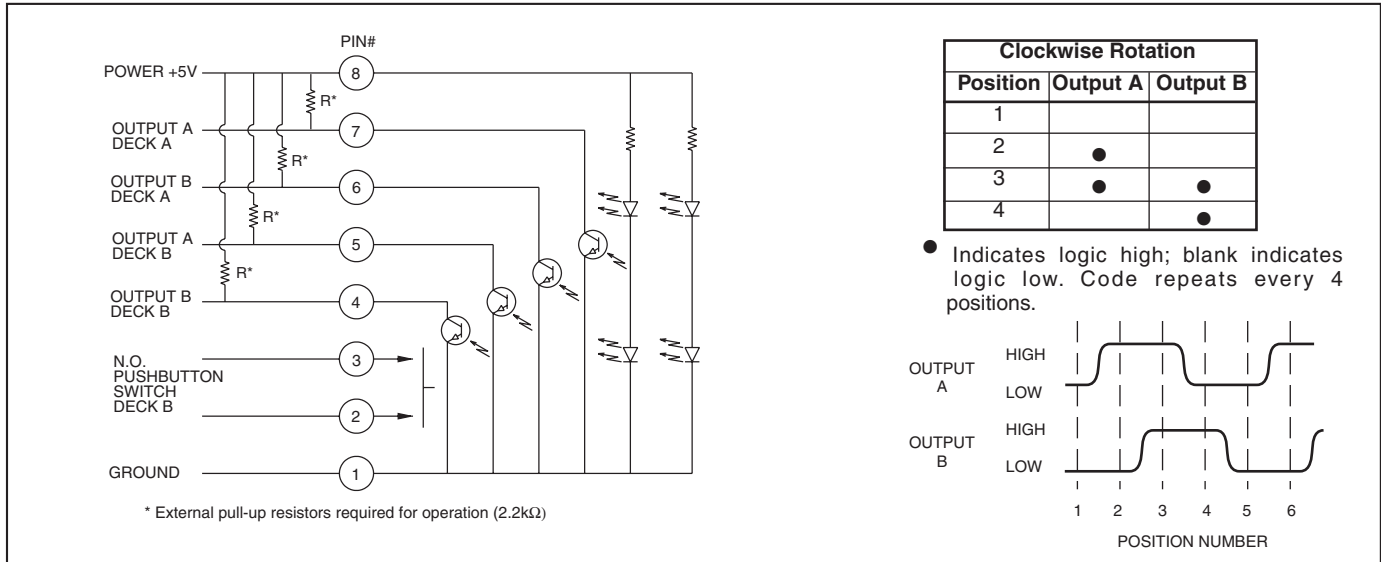 PIN#
POWER +5V
8
R*
OUTPUT A
DECK A
7
R*
OUTPUT B
DECK A
6
R*
OUTPUT A
DECK B
5
R*
OUTPUT B
DECK B
4
N.O.
PUSHBUTTON
SWITCH
DECK B
3
2
GROUND
1
* External pull-up resistors required for operation (2.2kΩ)
Clockwise Rotation
Position Output A Output B
1
2 ●
3 ● ●
4 ●
● Indicates logic high; blank indicates
logic low. Code repeats every 4
positions.
OUTPUT
A
HIGH
LOW
OUTPUT
B
HIGH
LOW
1 2 3 4 5 6
POSITION NUMBER